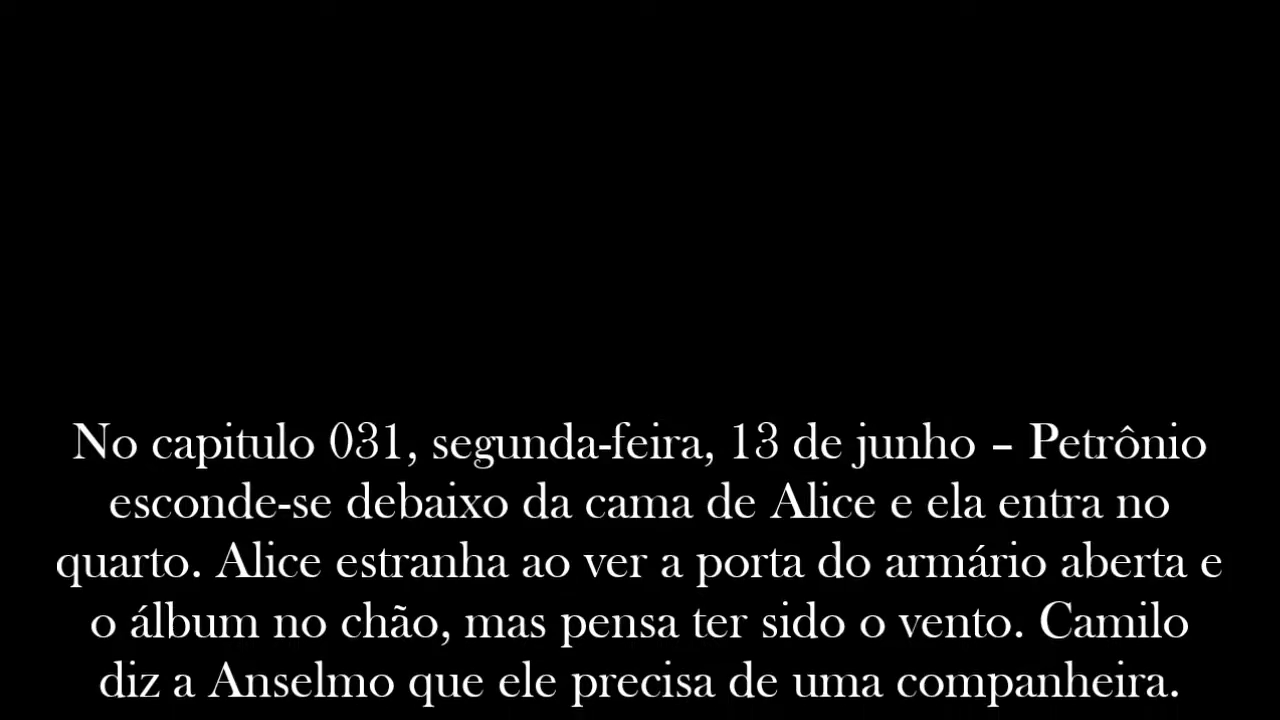 No capitulo 031, segunda-feira, 13 de junho – Petrônio
esconde-se debaixo da cama de Alice e ela entra no
quarto. Alice estranha ao ver a porta do armário aberta e
o álbum no chão, mas pensa ter sido o vento. Camilo
diz a Anselmo que ele precisa de uma companheira.